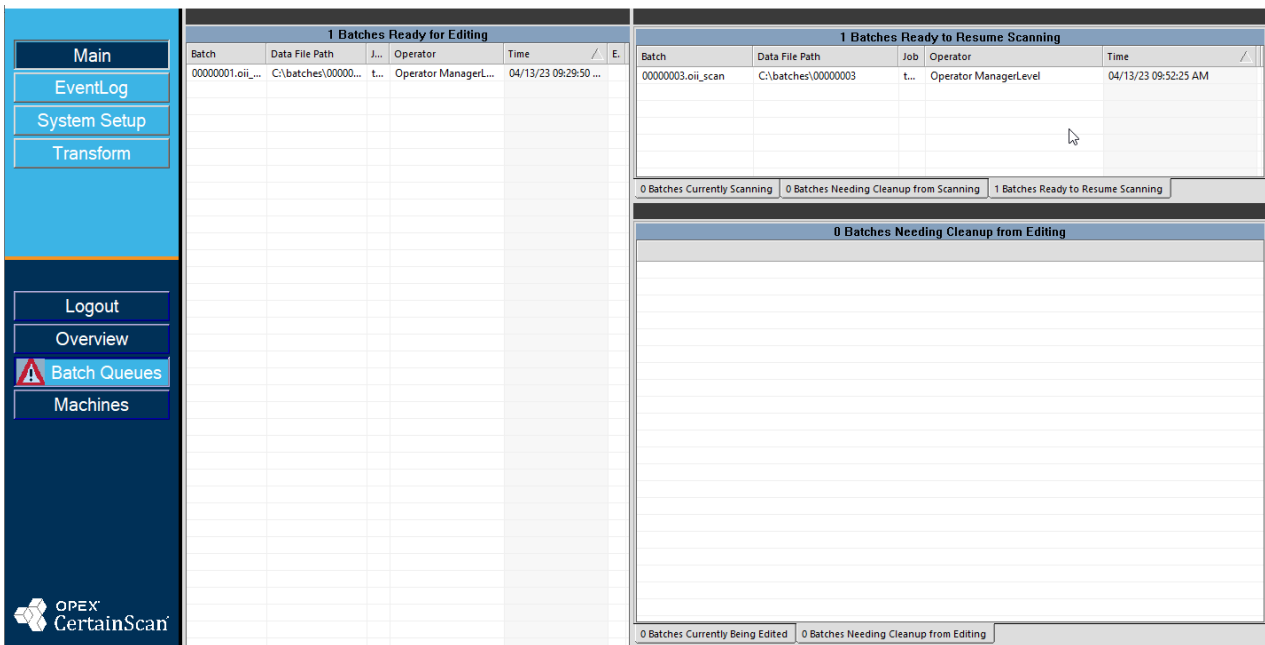 Main
EventLog
System Setup
Transform
Logout
Overview
Batch Queues
Machines
OPEX
CertainScan
1 Batches Ready for Editing
Batch Data File Path J... Operator Time E.
00000001.oii_... C:\batches\00000... t... Operator ManagerL... 04/13/23 09:29:50 ...
1 Batches Ready to Resume Scanning
Batch Data File Path Job Operator Time
00000003.oii_scan C:\batches\00000003 t... Operator ManagerLevel 04/13/23 09:52:25 AM
0 Batches Currently Scanning 0 Batches Needing Cleanup from Scanning 1 Batches Ready to Resume Scanning
0 Batches Needing Cleanup from Editing
0 Batches Currently Being Edited 0 Batches Needing Cleanup from Editing